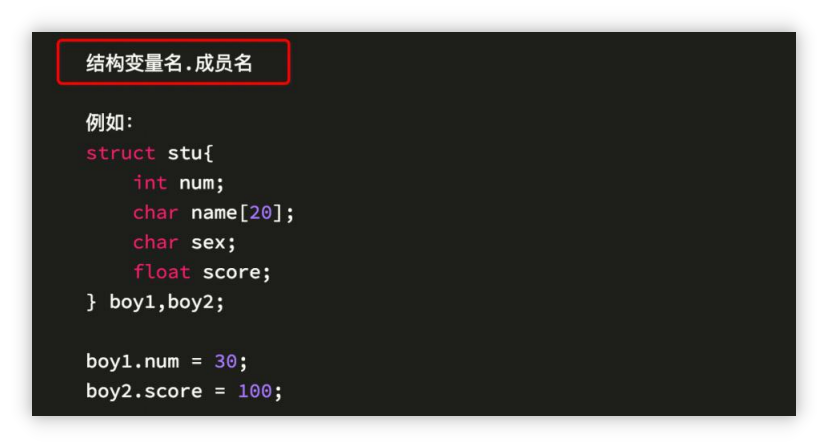 结构变量名.成员名
例如:
struct stu{
    int num;
    char name[20];
    char sex;
    float score;
} boy1,boy2;
boy1.num = 30;
boy2.score = 100;